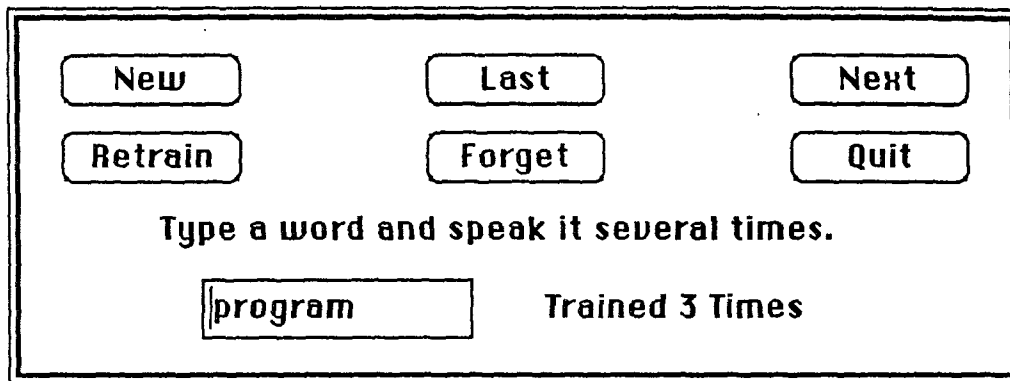 New Last Next
Retrain Forget Quit
Type a word and speak it several times.
program Trained 3 Times